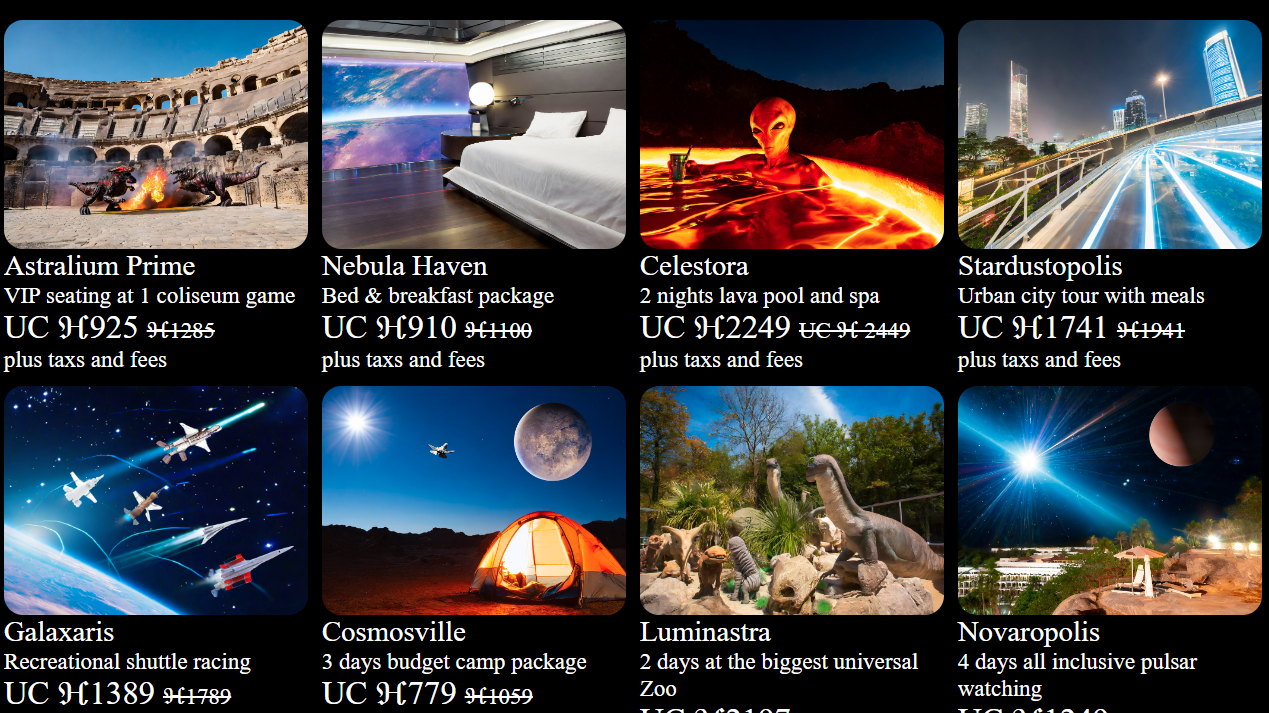 Astralium Prime
VIP seating at 1 coliseum game
UC ℋ925 ℋ1285
plus taxs and fees
Nebula Haven
Bed & breakfast package
UC ℋ910 ℋ1100
plus taxs and fees
Celestora
2 nights lava pool and spa
UC ℋ2249 UC ℋ 2449
plus taxs and fees
Stardustopolis
Urban city tour with meals
UC ℋ1741 ℋ1941
plus taxs and fees
Galaxaris
Recreational shuttle racing
UC ℋ1389 ℋ1789
Cosmosville
3 days budget camp package
UC ℋ779 ℋ1059
Luminastra
2 days at the biggest universal
Zoo
Novaropolis
4 days all inclusive pulsar
watching